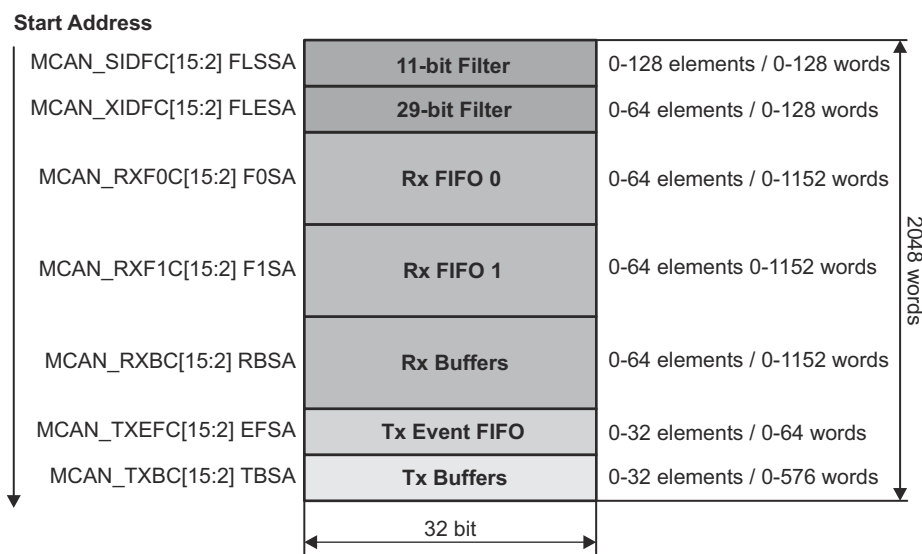 Start Address
MCAN_SIDFC[15:2] FLSSA 11-bit Filter 0-128 elements / 0-128 words
MCAN_XIDFC[15:2] FLESA 29-bit Filter 0-64 elements / 0-128 words
MCAN_RXF0C[15:2] F0SA Rx FIFO 0 0-64 elements / 0-1152 words
MCAN_RXF1C[15:2] F1SA Rx FIFO 1 0-64 elements 0-1152 words
MCAN_RXBC[15:2] RBSA Rx Buffers 0-64 elements / 0-1152 words
MCAN_TXEFC[15:2] EFSA Tx Event FIFO 0-32 elements / 0-64 words
MCAN_TXBC[15:2] TBSA Tx Buffers 0-32 elements / 0-576 words
2048 words
32 bit